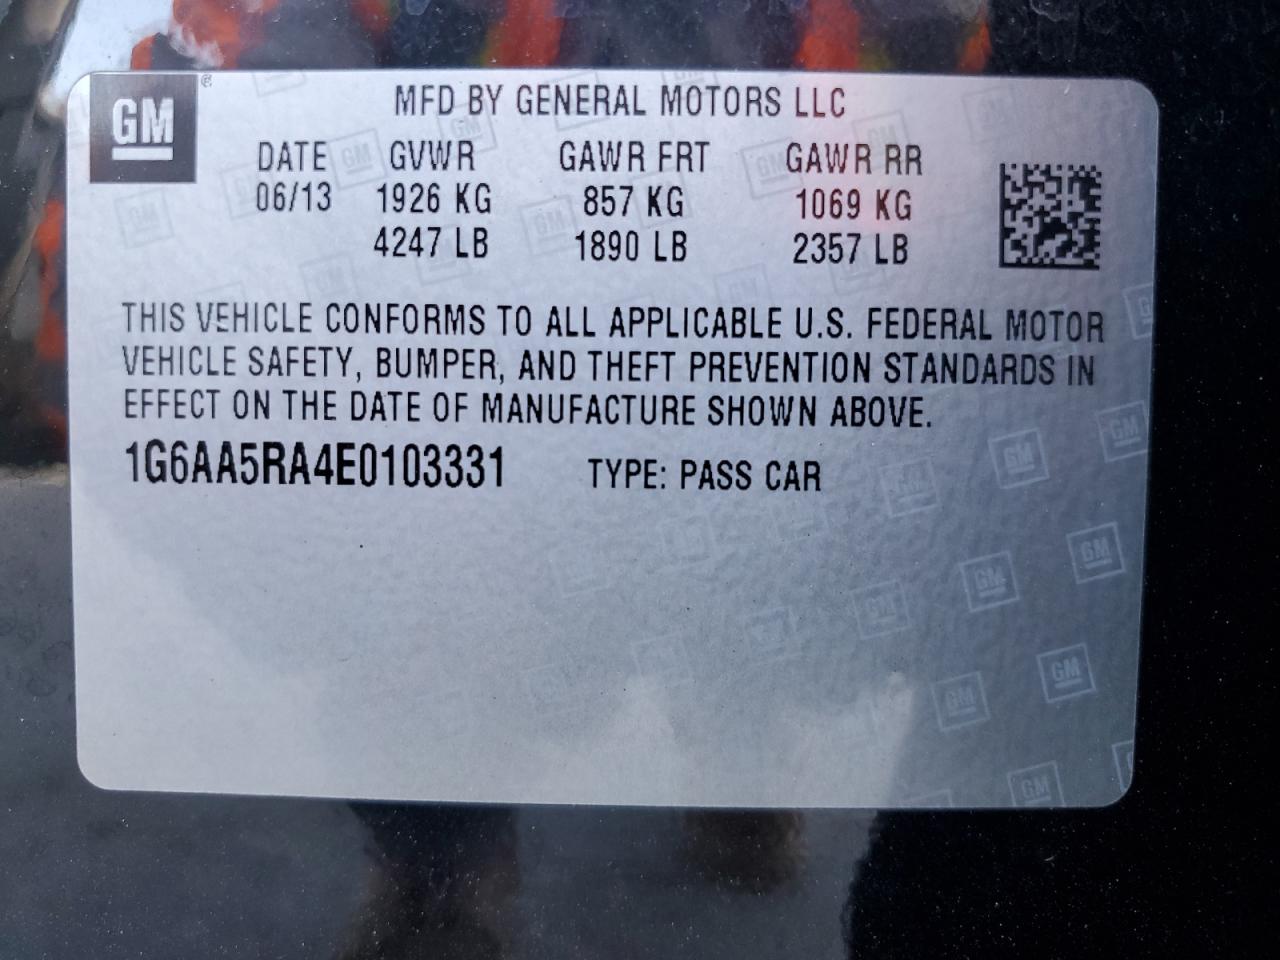 GM
MFD BY GENERAL MOTORS LLC
DATE GVWR GAWR FRT GAWR RR
06/13 1926 KG 857 KG 1069 KG
4247 LB 1890 LB 2357 LB
THIS VEHICLE CONFORMS TO ALL APPLICABLE U.S. FEDERAL MOTOR
VEHICLE SAFETY, BUMPER, AND THEFT PREVENTION STANDARDS IN
EFFECT ON THE DATE OF MANUFACTURE SHOWN ABOVE.
1G6AA5RA4E0103331 TYPE: PASS CAR